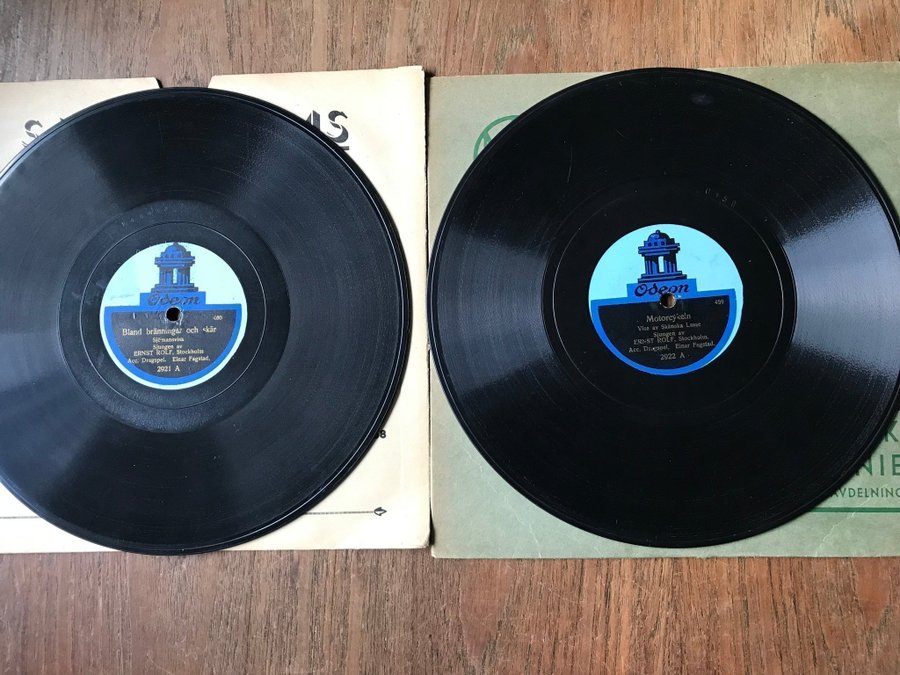 Odeon
480
Bland bränningar och skär
Sjömansvisa
Sjungen av
ERNST ROLF, Stockholm
Acc. Dragspel. Einar Fagstad.
2921 A
Odeon
459
Motorcykeln
Visa av Skånska Lasse
Sjungen av
ERNST ROLF, Stockholm.
Acc. Dragspel. Einar Fagstad.
2922 A
NIE
AVDELNING